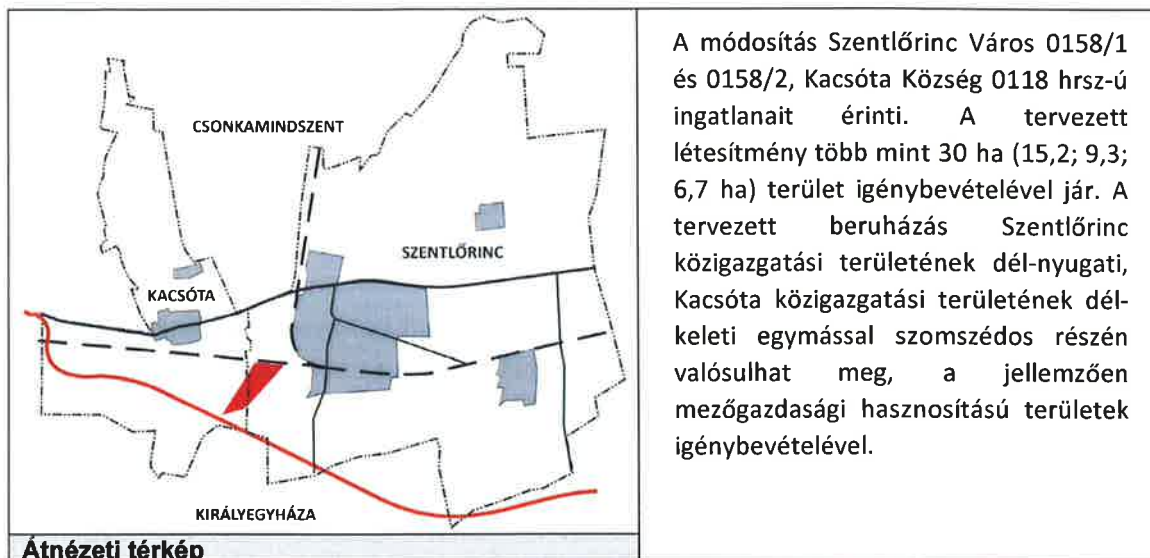 CSONKAMINDSZENT
SZENTLŐRINC
KACSÓTA
KIRÁLYEGYHÁZA
Átnézeti térkép
A módosítás Szentlőrinc Város 0158/1
és 0158/2, Kacsóta Község 0118 hrsz-ú
ingatlanait érinti. A tervezett
létesítmény több mint 30 ha (15,2; 9,3;
6,7 ha) terület igénybevételével jár. A
tervezett beruházás Szentlőrinc
közigazgatási területének dél-nyugati,
Kacsóta közigazgatási területének dél-
keleti egymással szomszédos részén
valósulhat meg, a jellemzően
mezőgazdasági hasznosítású területek
igénybevételével.